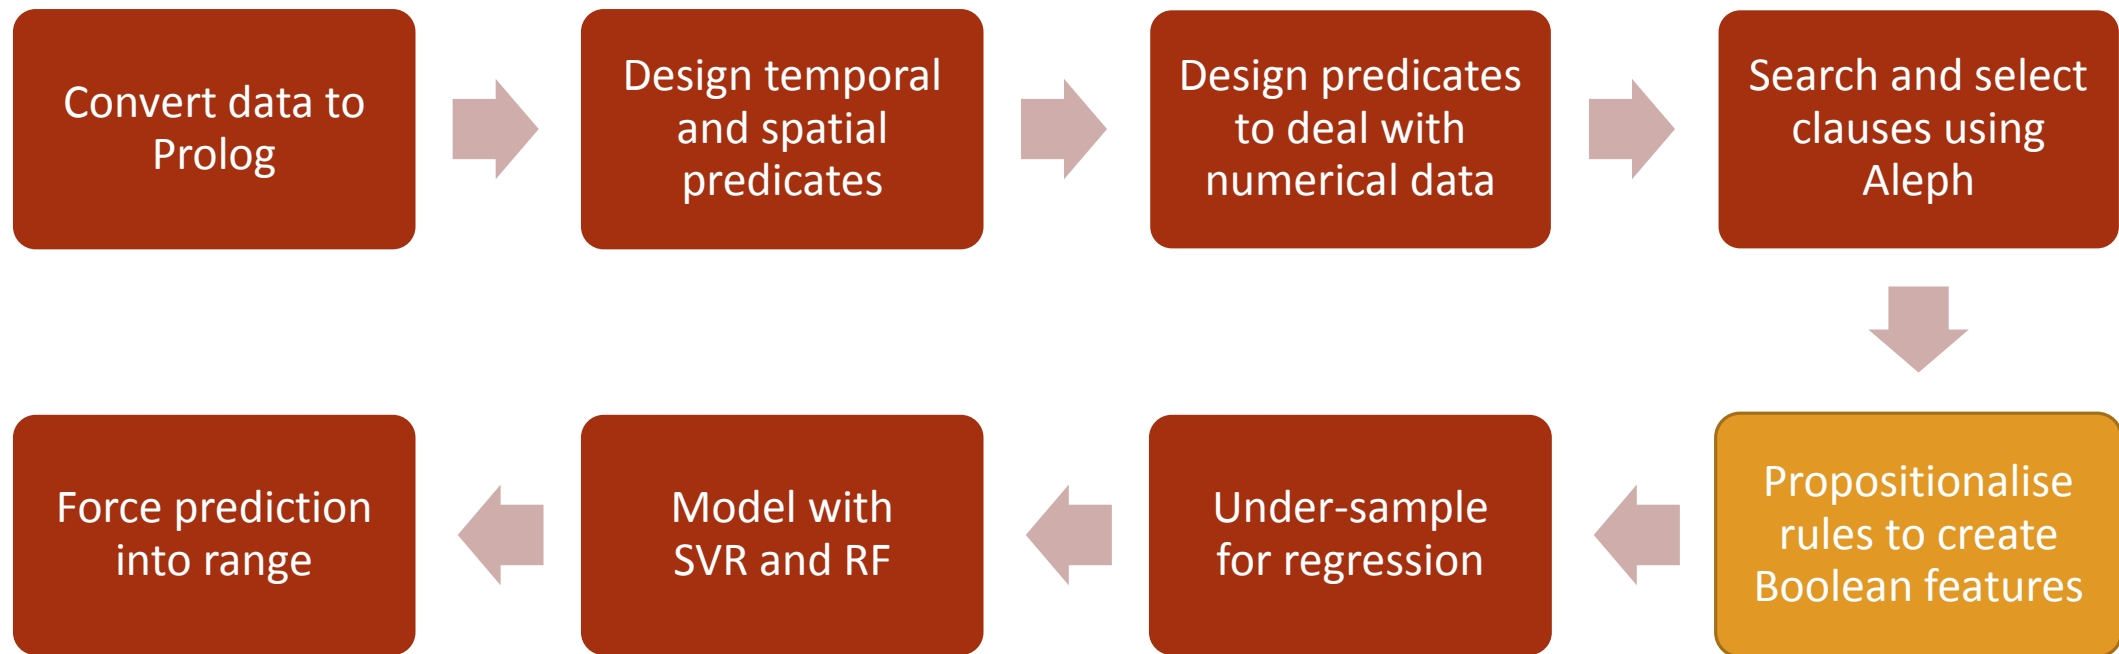 Convert data to
Prolog
Design temporal
and spatial
predicates
Design predicates
to deal with
numerical data
Search and select
clauses using
Aleph
Propositionalise
rules to create
Boolean features
Under-sample
for regression
Model with
SVR and RF
Force prediction
into range